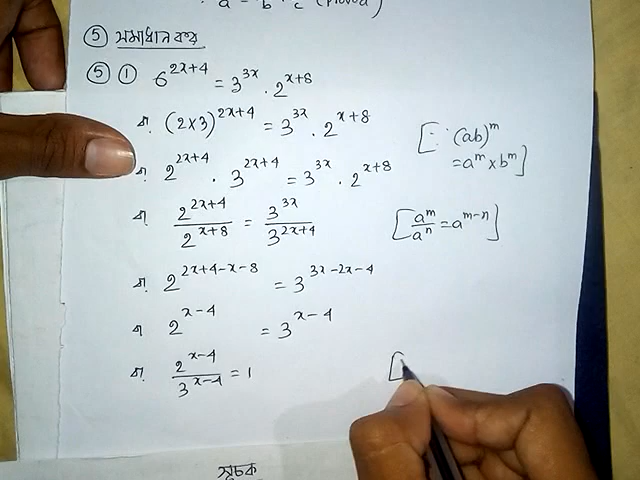 a b c (Proved)
⑤ সমাধান কর
⑤ ① 6^{2x+4} = 3^{3x} . 2^{x+8}
বা, (2×3)^{2x+4} = 3^{3x} . 2^{x+8} [∵ (ab)^m = a^m × b^m]
বা, 2^{2x+4} . 3^{2x+4} = 3^{3x} . 2^{x+8}
বা, 2^{2x+4}/2^{x+8} = 3^{3x}/3^{2x+4} [a^m/a^n = a^{m-n}]
বা, 2^{2x+4-x-8} = 3^{3x-2x-4}
বা 2^{x-4} = 3^{x-4}
বা, 2^{x-4}/3^{x-4} = 1 [
সূচক